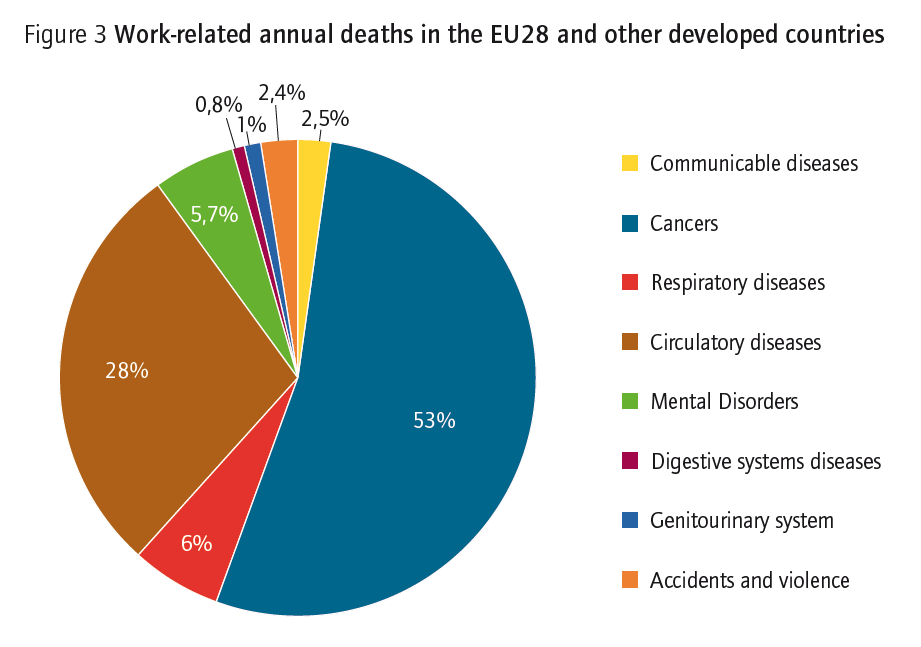 Figure 3 Work-related annual deaths in the EU28 and other developed countries
2,4%
0,8%
1%
2,5%
5,7%
28%
53%
6%
Communicable diseases
Cancers
Respiratory diseases
Circulatory diseases
Mental Disorders
Digestive systems diseases
Genitourinary system
Accidents and violence